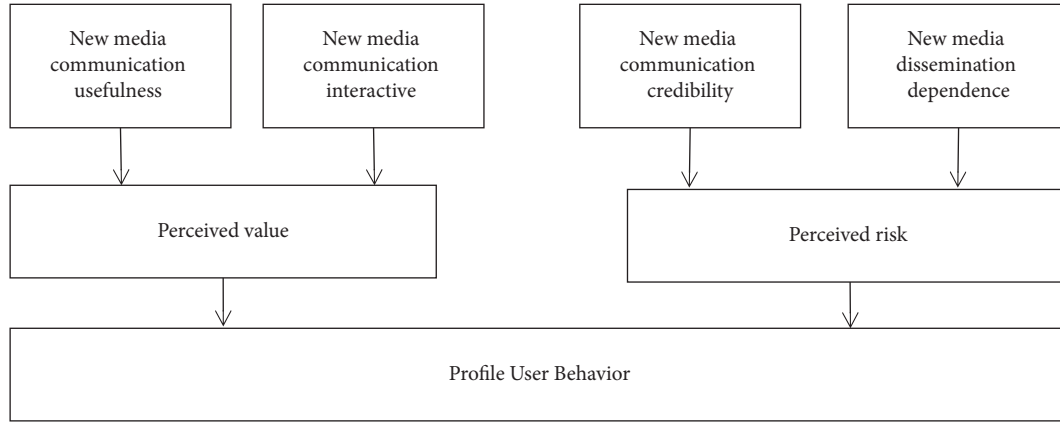 New media
communication
usefulness
New media
communication
interactive
New media
communication
credibility
New media
dissemination
dependence
Perceived value
Perceived risk
Profile User Behavior